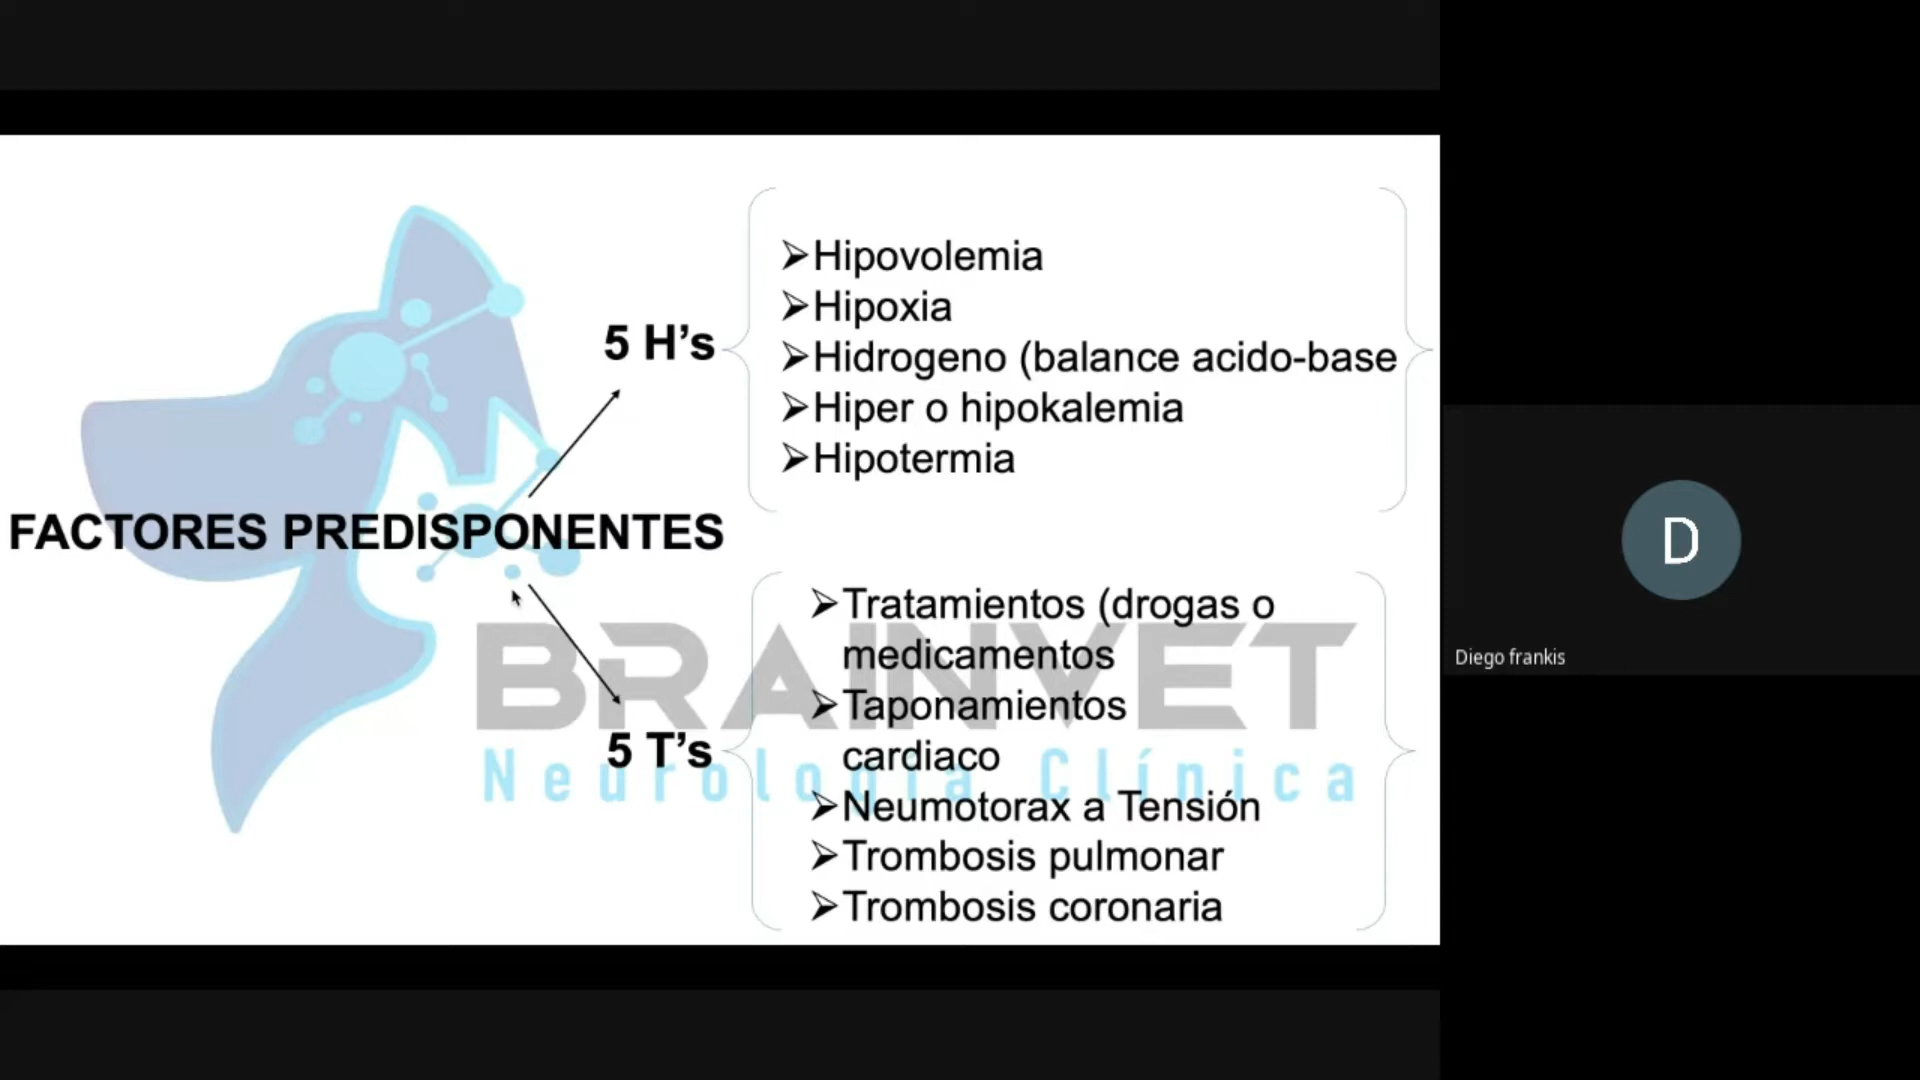 5 H’s
➢Hipovolemia
➢Hipoxia
➢Hidrogeno (balance acido-base
➢Hiper o hipokalemia
➢Hipotermia
FACTORES PREDISPONENTES
5 T’s
➢Tratamientos (drogas o
medicamentos
➢Taponamientos
cardiaco
➢Neumotorax a Tensión
➢Trombosis pulmonar
➢Trombosis coronaria
BRAINVET
Neurología Clínica
D
Diego frankis